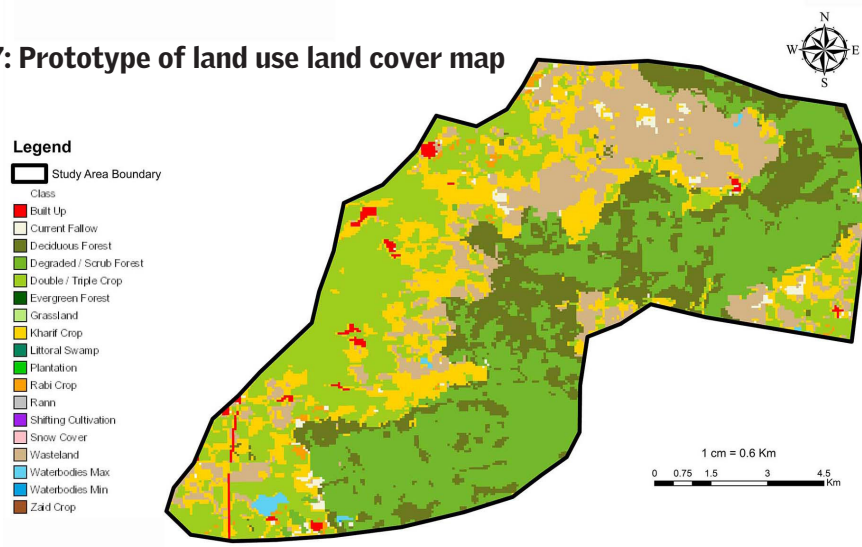 7: Prototype of land use land cover map
N
W E
S
Legend
Study Area Boundary
Class
Built Up
Current Fallow
Deciduous Forest
Degraded / Scrub Forest
Double / Triple Crop
Evergreen Forest
Grassland
Kharif Crop
Littoral Swamp
Plantation
Rabi Crop
Rann
Shifting Cultivation
Snow Cover
Wasteland
Waterbodies Max
Waterbodies Min
Zaid Crop
1 cm = 0.6 Km
0 0.75 1.5 3 4.5
Km